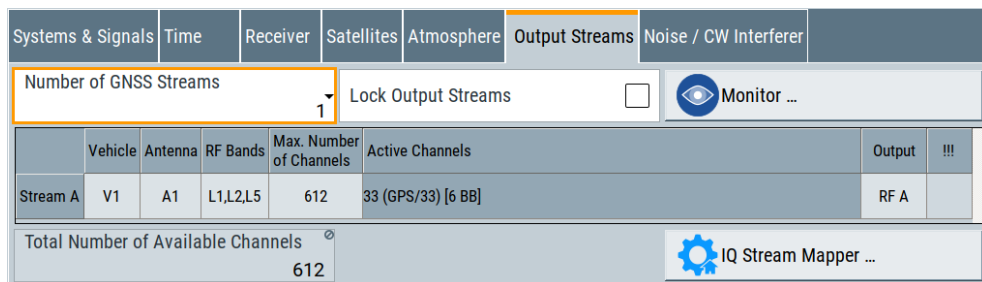 Systems & Signals Time Receiver Satellites Atmosphere Output Streams Noise / CW Interferer
Number of GNSS Streams
1
Lock Output Streams
Monitor ...
Vehicle Antenna RF Bands Max. Number of Channels Active Channels Output !!!
Stream A V1 A1 L1,L2,L5 612 33 (GPS/33) [6 BB] RF A
Total Number of Available Channels
612
IQ Stream Mapper ...